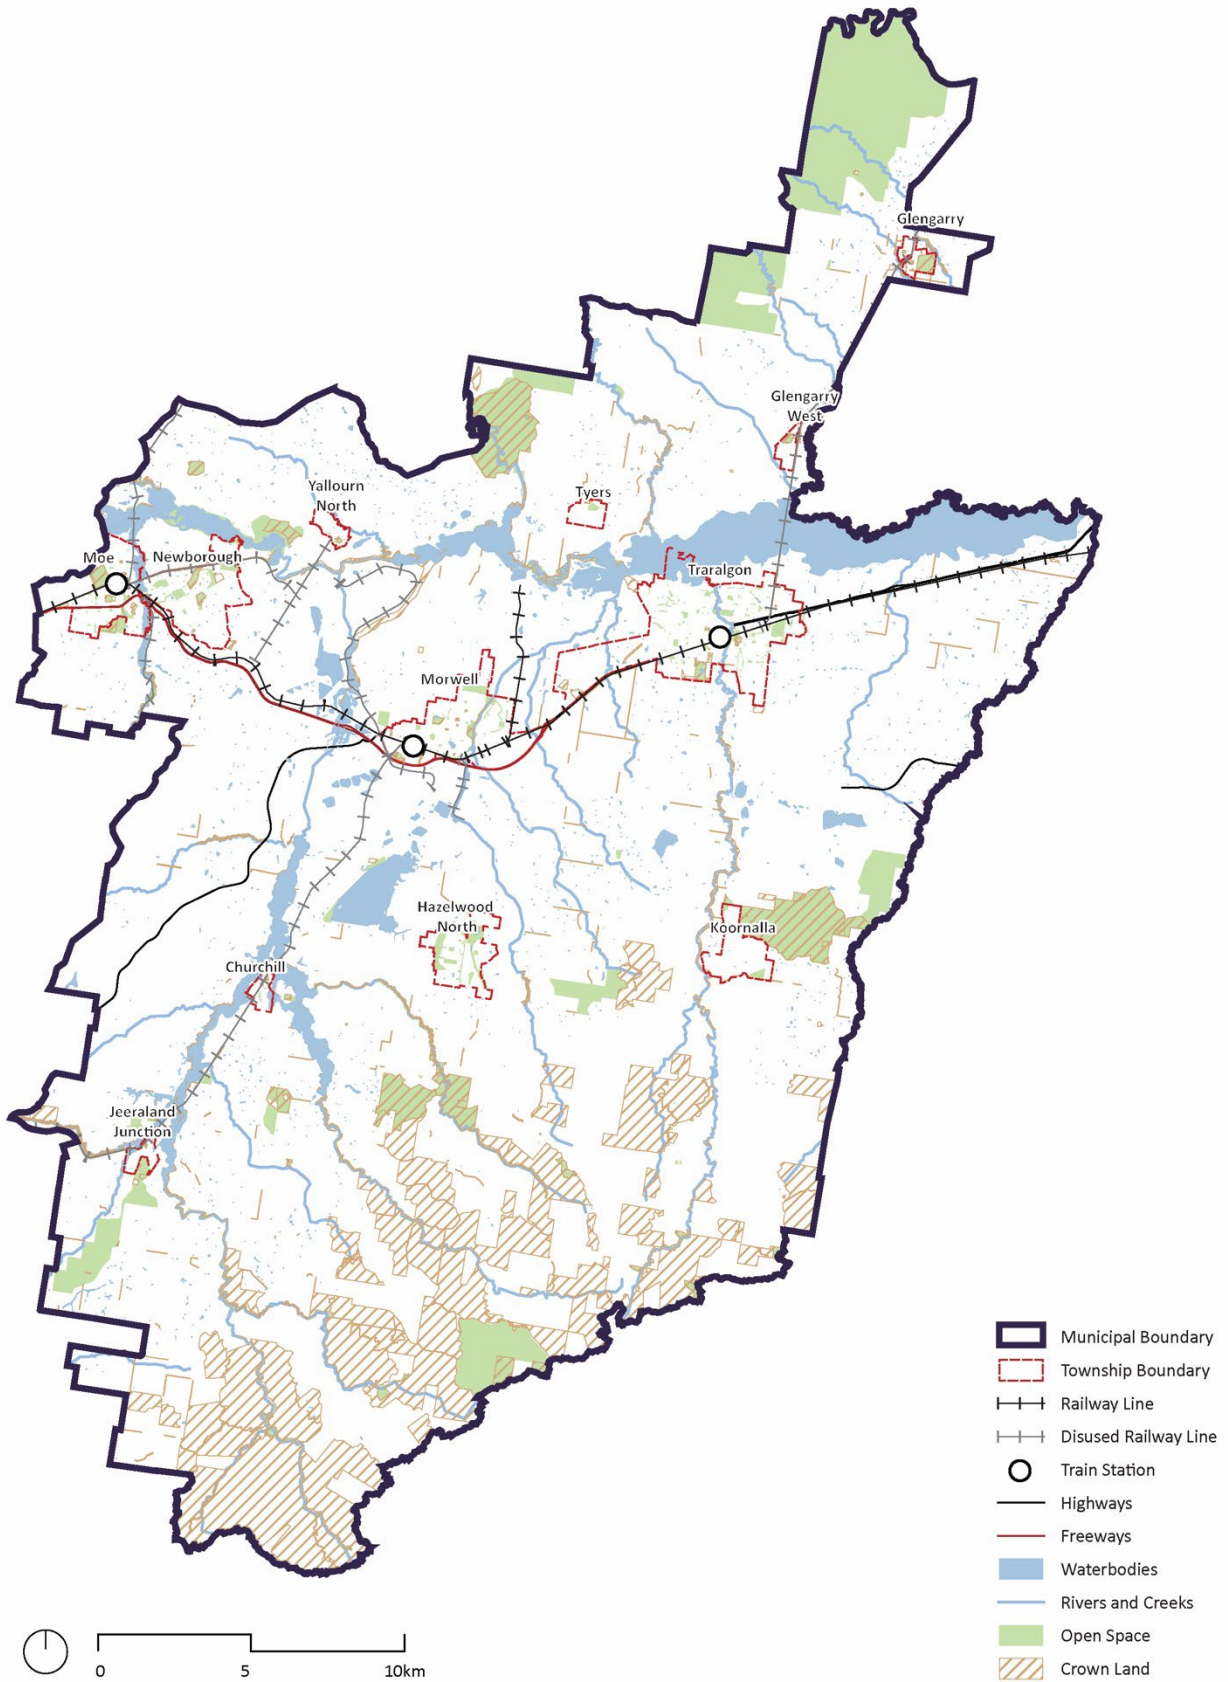 Glengarry
Glengarry
West
Tyers
Yallourn
North
Moe
Newborough
Traralgon
Morwell
Hazelwood
North
Koornalla
Churchill
Jeeraland
Junction
Municipal Boundary
Township Boundary
Railway Line
Disused Railway Line
Train Station
Highways
Freeways
Waterbodies
Rivers and Creeks
Open Space
Crown Land
0 5 10km